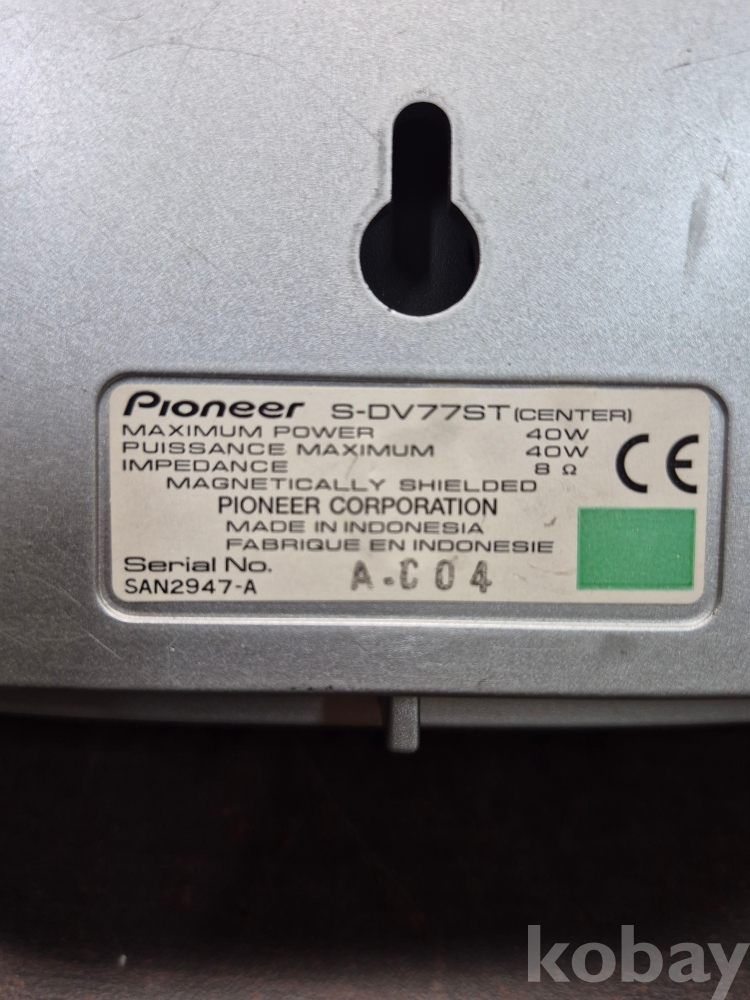 Pioneer S-DV77ST (CENTER)
MAXIMUM POWER 40W
PUISSANCE MAXIMUM 40W
IMPEDANCE 8 Ω
CE
MAGNETICALLY SHIELDED
PIONEER CORPORATION
MADE IN INDONESIA
FABRIQUE EN INDONESIE
Serial No. A.C04
SAN2947-A
kobay